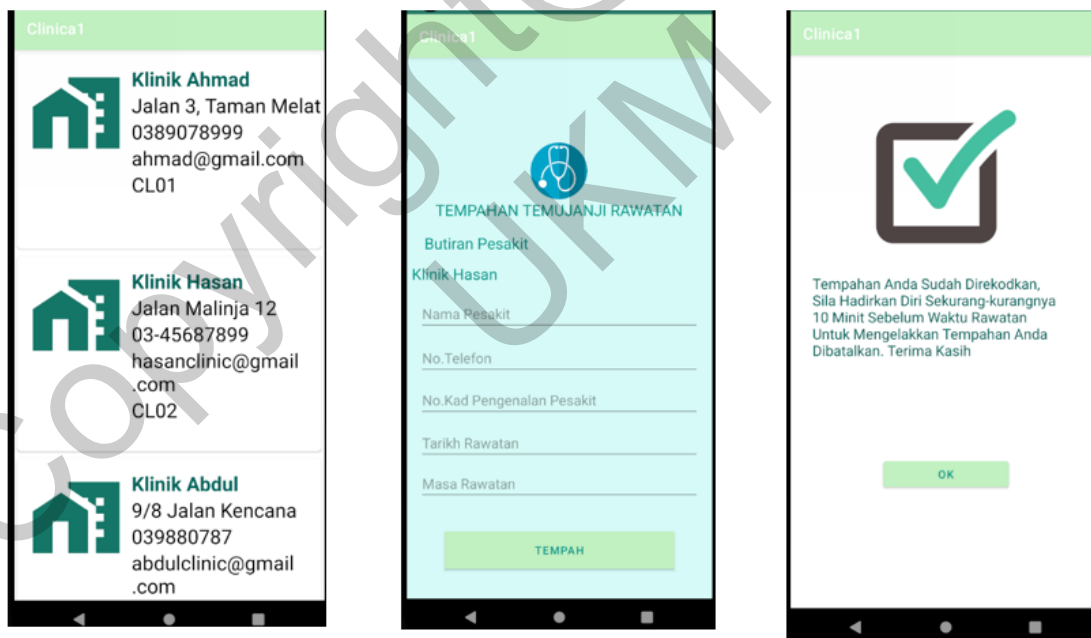 Clinica1
Klinik Ahmad
Jalan 3, Taman Melat
0389078999
ahmad@gmail.com
CL01
Klinik Hasan
Jalan Malinja 12
03-45687899
hasanclinic@gmail
.com
CL02
Klinik Abdul
9/8 Jalan Kencana
039880787
abdulclinic@gmail
.com
Clinica1
TEMPAHAN TEMUJANJI RAWATAN
Butiran Pesakit
Klinik Hasan
Nama Pesakit
No.Telefon
No.Kad Pengenalan Pesakit
Tarikh Rawatan
Masa Rawatan
TEMPAH
Clinica1
Tempahan Anda Sudah Direkodkan,
Sila Hadirkan Diri Sekurang-kurangnya
10 Minit Sebelum Waktu Rawatan
Untuk Mengelakkan Tempahan Anda
Dibatalkan. Terima Kasih
OK
Copyright
UKM